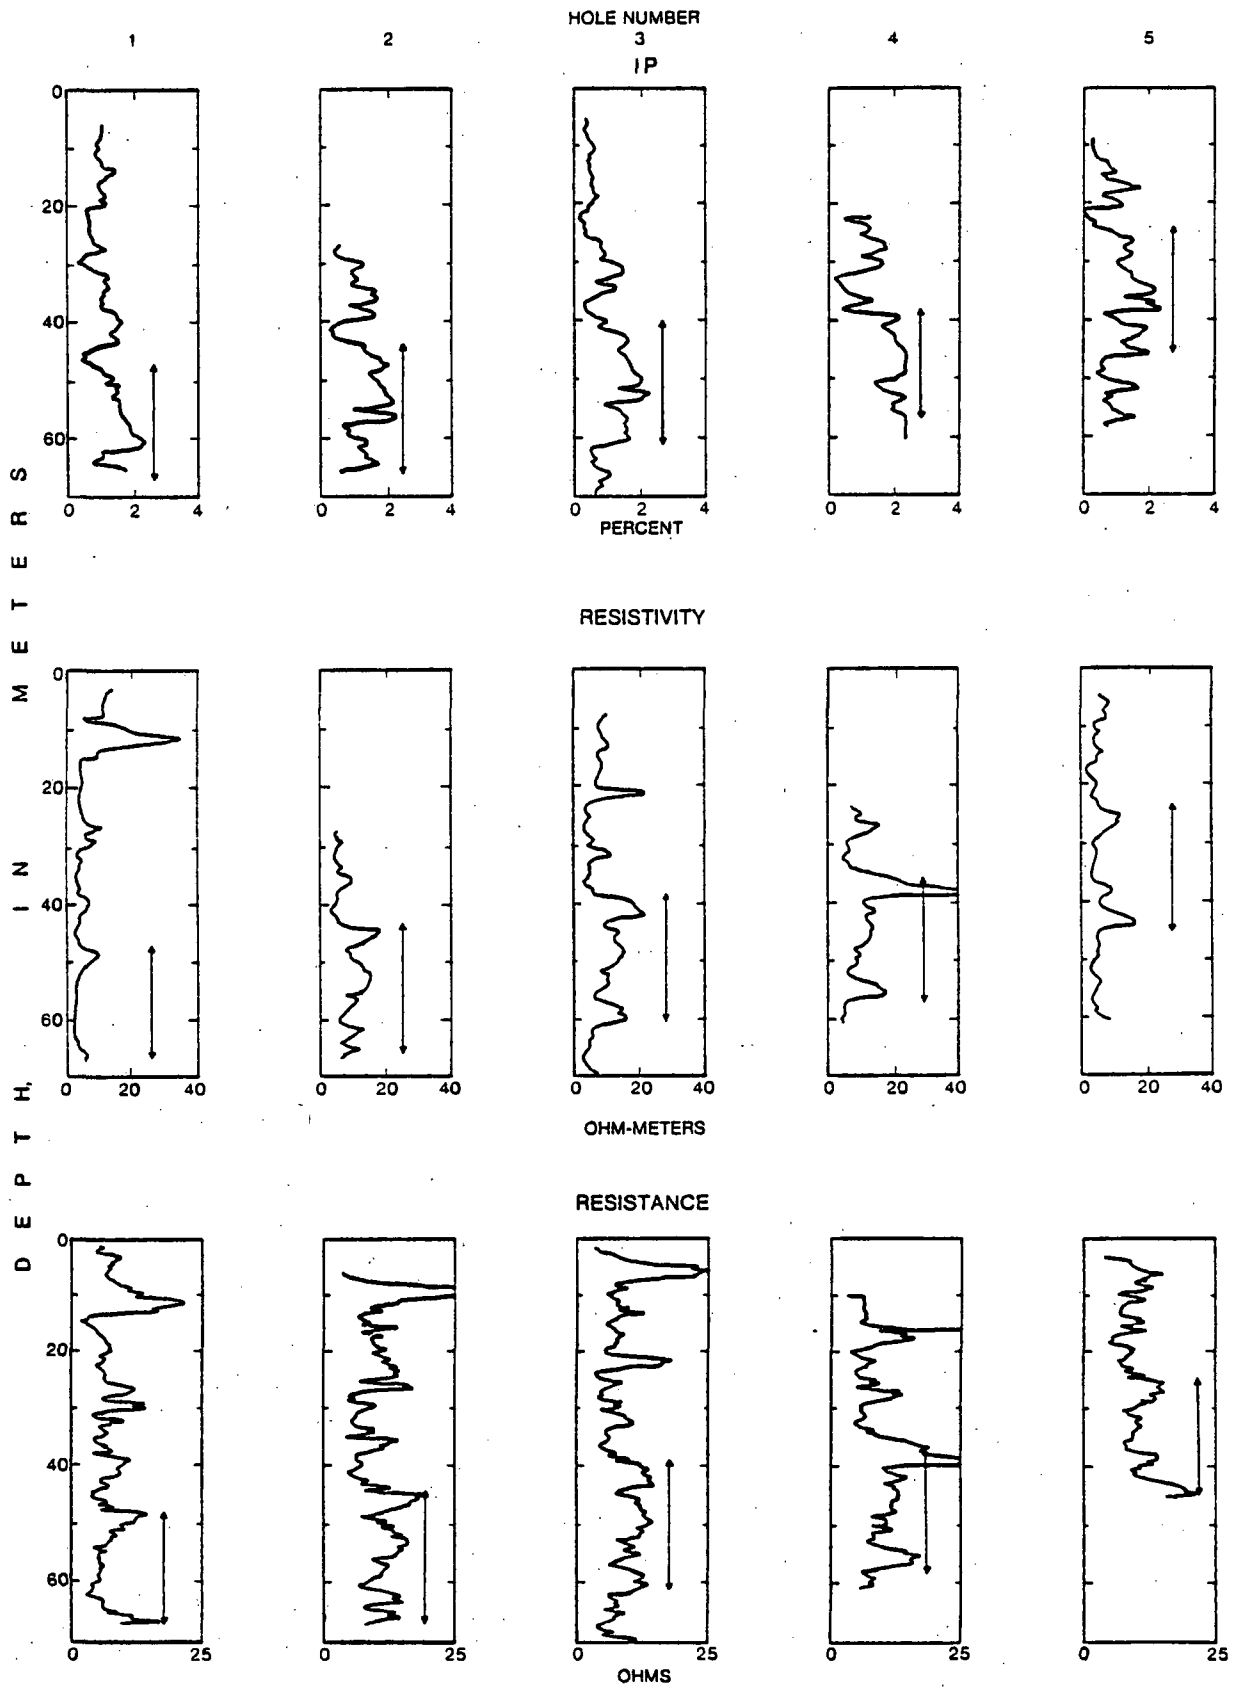 HOLE NUMBER
1 2 3 4 5
IP
0
20
40
60
0 2 4 0 2 4 0 2 4 0 2 4 0 2 4
PERCENT
RESISTIVITY
0
20
40
60
0 20 40 0 20 40 0 20 40 0 20 40 0 20 40
OHM-METERS
RESISTANCE
0
20
40
60
0 25 0 25 0 25 0 25 0 25
OHMS
DEPTH, IN METERS